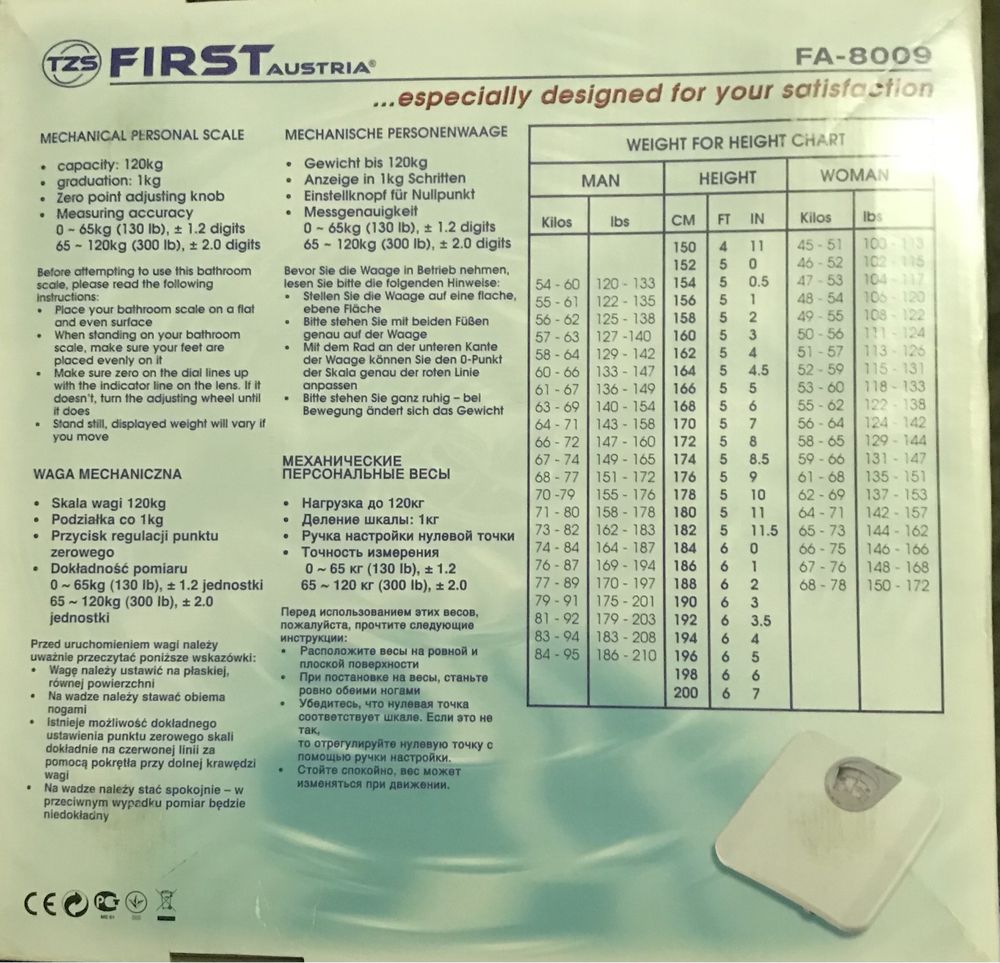 TZS FIRST AUSTRIA®
FA-8009
...especially designed for your satisfaction
MECHANICAL PERSONAL SCALE
• capacity: 120kg
• graduation: 1kg
• Zero point adjusting knob
• Measuring accuracy
0 ~ 65kg (130 lb), ± 1.2 digits
65 ~ 120kg (300 lb), ± 2.0 digits
Before attempting to use this bathroom
scale, please read the following
instructions:
• Place your bathroom scale on a flat
and even surface
• When standing on your bathroom
scale, make sure your feet are
placed evenly on it
• Make sure zero on the dial lines up
with the indicator line on the lens. If it
doesn't, turn the adjusting wheel until
it does
• Stand still, displayed weight will vary if
you move
MECHANISCHE PERSONENWAAGE
• Gewicht bis 120kg
• Anzeige in 1kg Schritten
• Einstellknopf für Nullpunkt
• Messgenauigkeit
0 ~ 65kg (130 lb), ± 1.2 digits
65 ~ 120kg (300 lb), ± 2.0 digits
Bevor Sie die Waage in Betrieb nehmen,
lesen Sie bitte die folgenden Hinweise:
• Stellen Sie die Waage auf eine flache,
ebene Fläche
• Bitte stehen Sie mit beiden Füßen
genau auf der Waage
• Mit dem Rad an der unteren Kante
der Waage können Sie den 0-Punkt
der Skala genau der roten Linie
anpassen
• Bitte stehen Sie ganz ruhig – bei
Bewegung ändert sich das Gewicht
WAGA MECHANICZNA
• Skala wagi 120kg
• Podziałka co 1kg
• Przycisk regulacji punktu
zerowego
• Dokładność pomiaru
0 ~ 65kg (130 lb), ± 1.2 jednostki
65 ~ 120kg (300 lb), ± 2.0
jednostki
Przed uruchomieniem wagi należy
uważnie przeczytać poniższe wskazówki:
• Wagę należy ustawić na płaskiej,
równej powierzchni
• Na wadze należy stawać obiema
nogami
• Istnieje możliwość dokładnego
ustawienia punktu zerowego skali
dokładnie na czerwonej linii za
pomocą pokrętła przy dolnej krawędzi
wagi
• Na wadze należy stać spokojnie – w
przeciwnym wypadku pomiar będzie
niedokładny
МЕХАНИЧЕСКИЕ
ПЕРСОНАЛЬНЫЕ ВЕСЫ
• Нагрузка до 120кг
• Деление шкалы: 1кг
• Ручка настройки нулевой точки
• Точность измерения
0 ~ 65 кг (130 lb), ± 1.2
65 ~ 120 кг (300 lb), ± 2.0
Перед использованием этих весов,
пожалуйста, прочтите следующие
инструкции:
• Расположите весы на ровной и
плоской поверхности
• При постановке на весы, станьте
ровно обеими ногами
• Убедитесь, что нулевая точка
соответствует шкале. Если это не
так,
то отрегулируйте нулевую точку с
помощью ручки настройки.
• Стойте спокойно, вес может
изменяться при движении.
WEIGHT FOR HEIGHT CHART
MAN HEIGHT WOMAN
Kilos lbs CM FT IN Kilos lbs
150 4 11 45 - 51 100 - 113
152 5 0 46 - 52 102 - 115
54 - 60 120 - 133 154 5 0.5 47 - 53 104 - 117
55 - 61 122 - 135 156 5 1 48 - 54 106 - 120
56 - 62 125 - 138 158 5 2 49 - 55 108 - 122
57 - 63 127 -140 160 5 3 50 - 56 111 - 124
58 - 64 129 - 142 162 5 4 51 - 57 113 - 126
60 - 66 133 - 147 164 5 4.5 52 - 59 115 - 131
61 - 67 136 - 149 166 5 5 53 - 60 118 - 133
63 - 69 140 - 154 168 5 6 55 - 62 122 - 138
64 - 71 143 - 158 170 5 7 56 - 64 124 - 142
66 - 72 147 - 160 172 5 8 58 - 65 129 - 144
67 - 74 149 - 165 174 5 8.5 59 - 66 131 - 147
68 - 77 151 - 172 176 5 9 61 - 68 135 - 151
70 -79 155 - 176 178 5 10 62 - 69 137 - 153
71 - 80 158 - 178 180 5 11 64 - 71 142 - 157
73 - 82 162 - 183 182 5 11.5 65 - 73 144 - 162
74 - 84 164 - 187 184 6 0 66 - 75 146 - 166
76 - 87 169 - 194 186 6 1 67 - 76 148 - 168
77 - 89 170 - 197 188 6 2 68 - 78 150 - 172
79 - 91 175 - 201 190 6 3
81 - 92 179 - 203 192 6 3.5
83 - 94 183 - 208 194 6 4
84 - 95 186 - 210 196 6 5
198 6 6
200 6 7
CE